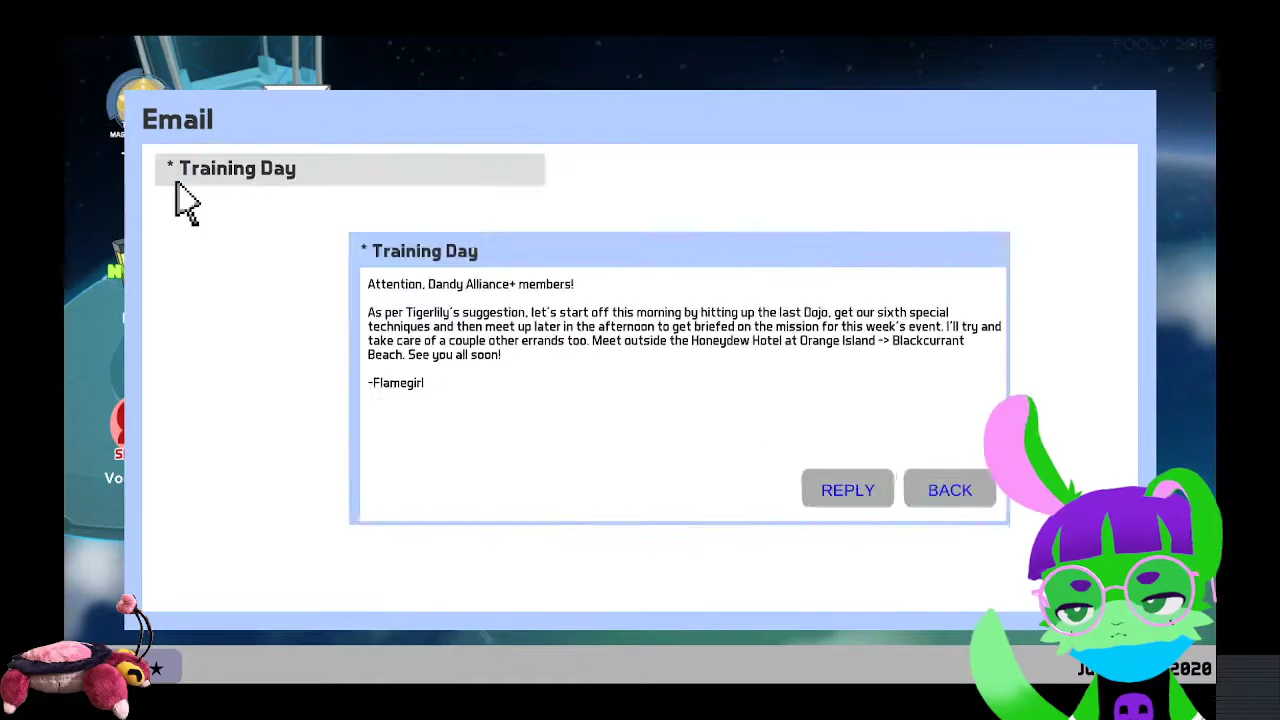 FOOLY 2016
Email
* Training Day
* Training Day
Attention, Dandy Alliance+ members!
As per Tigerlily's suggestion, let's start off this morning by hitting up the last Dojo, get our sixth special
techniques and then meet up later in the afternoon to get briefed on the mission for this week's event. I'll try and
take care of a couple other errands too. Meet outside the Honeydew Hotel at Orange Island -> Blackcurrant
Beach. See you all soon!
-Flamegirl
REPLY
BACK
2020